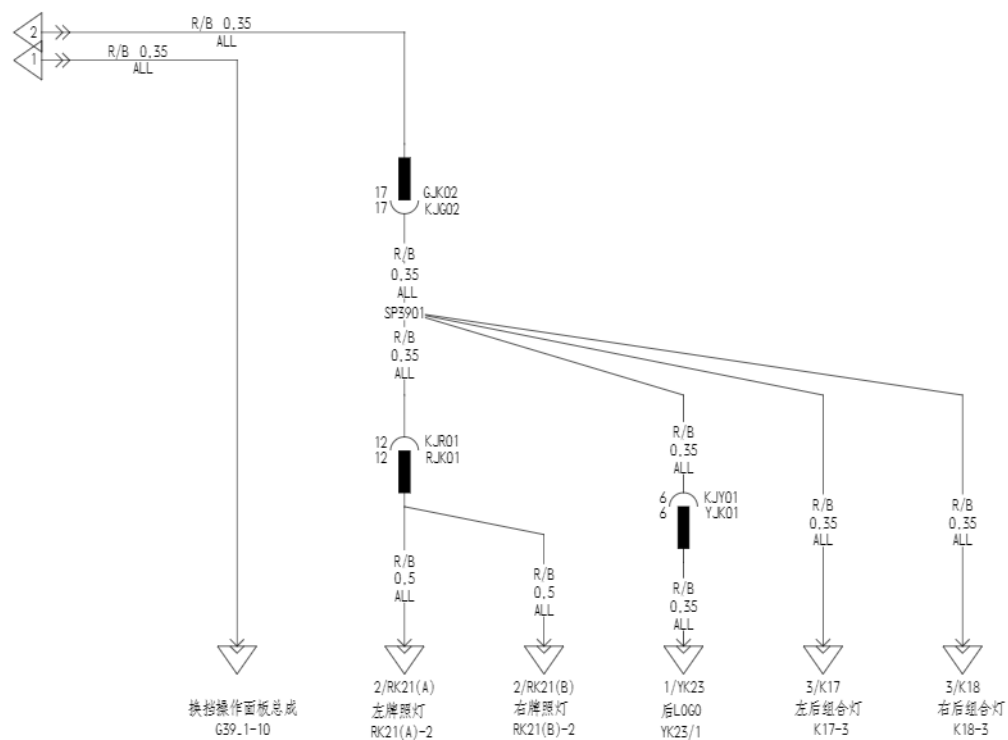 R/B 0.35
ALL
2
R/B 0.35
ALL
1
17 GJK02
17 KJG02
R/B
0.35
ALL
SP3901
R/B
0.35
ALL
12 KJR01
12 RJK01
R/B
0.35
ALL
6 KJY01
6 YJK01
R/B
0.35
ALL
R/B
0.35
ALL
R/B
0.5
ALL
R/B
0.5
ALL
R/B
0.35
ALL
换挡操作面板总成
G39_1-10
2/RK21(A)
左牌照灯
RK21(A)-2
2/RK21(B)
右牌照灯
RK21(B)-2
1/YK23
后LOGO
YK23/1
3/K17
左后组合灯
K17-3
3/K18
右后组合灯
K18-3